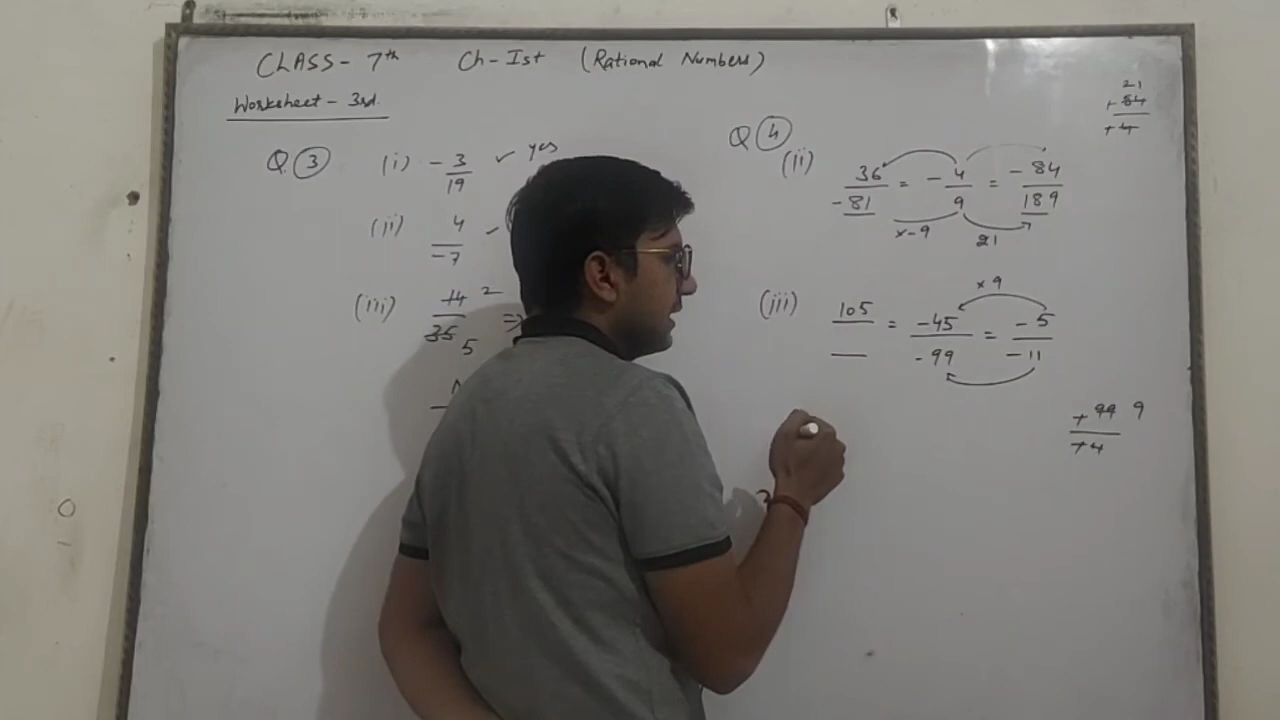 CLASS - 7th Ch - Ist (Rational Numbers)
Worksheet - 3rd.
Q. 3 (i) - 3/19 ✓ yes
(ii) 4/-7 ✓
(iii) 14/35 2/5 ⇒
Q 4
(ii) 36/-81 = - 4/9 = - 84/189
x -9 21
(iii) 105/__ = -45/-99 = -5/-11
x 9
21
+ 84
+ 4
+ 99 9
+ 4